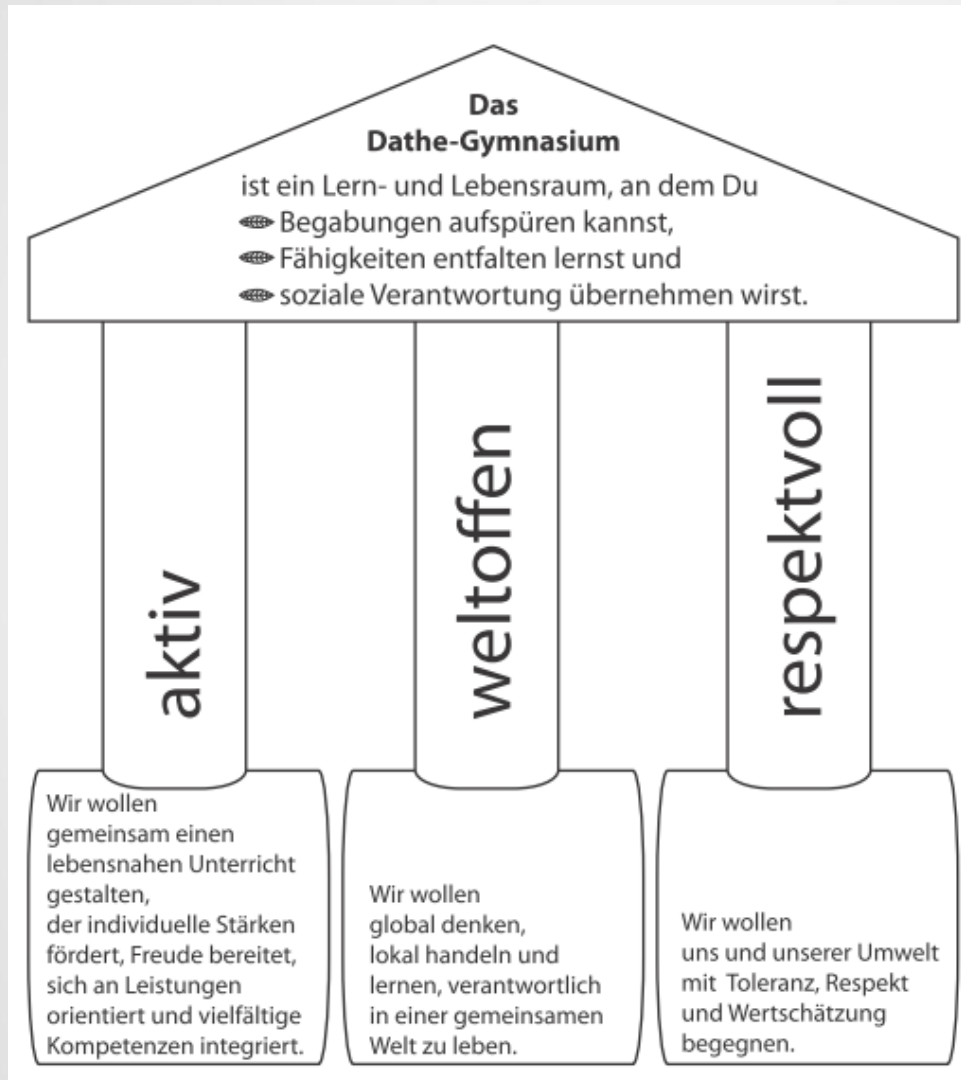 Das
Dathe-Gymnasium
ist ein Lern- und Lebensraum, an dem Du
Begabungen aufspüren kannst,
Fähigkeiten entfalten lernst und
soziale Verantwortung übernehmen wirst.
aktiv
weltoffen
respektvoll
Wir wollen
gemeinsam einen
lebensnahen Unterricht
gestalten,
der individuelle Stärken
fördert, Freude bereitet,
sich an Leistungen
orientiert und vielfältige
Kompetenzen integriert.
Wir wollen
global denken,
lokal handeln und
lernen, verantwortlich
in einer gemeinsamen
Welt zu leben.
Wir wollen
uns und unserer Umwelt
mit Toleranz, Respekt
und Wertschätzung
begegnen.